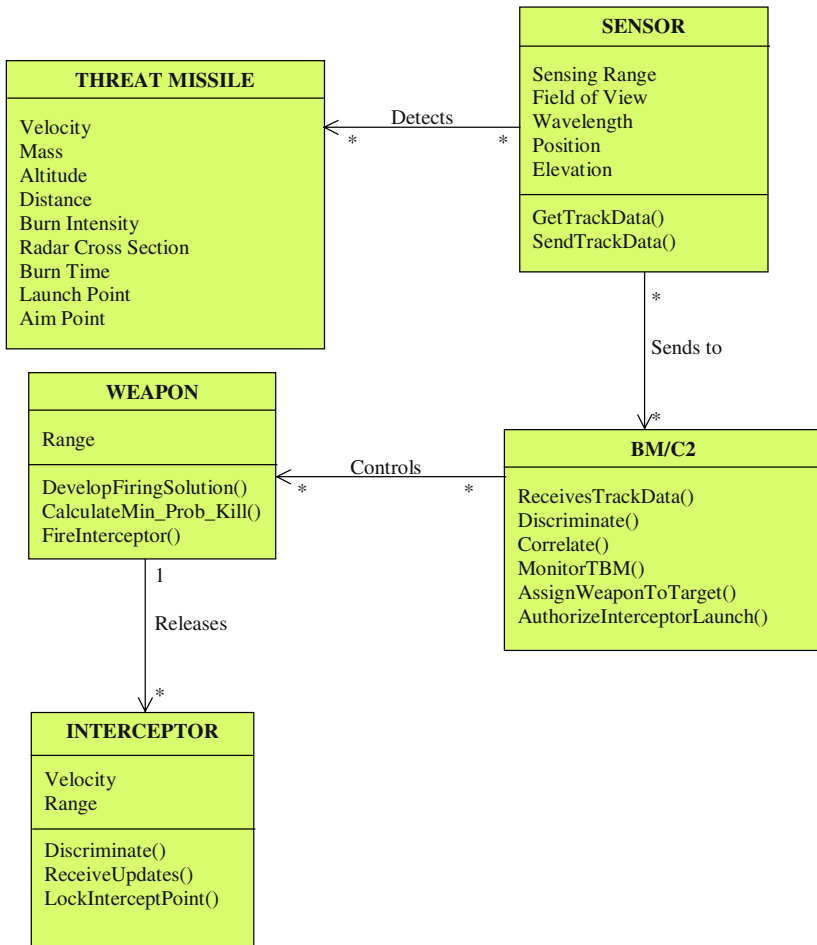 THREAT MISSILE
Velocity
Mass
Altitude
Distance
Burn Intensity
Radar Cross Section
Burn Time
Launch Point
Aim Point
Detects
*
*
SENSOR
Sensing Range
Field of View
Wavelength
Position
Elevation
GetTrackData()
SendTrackData()
*
Sends to
*
WEAPON
Range
DevelopFiringSolution()
CalculateMin_Prob_Kill()
FireInterceptor()
Controls
*
*
BM/C2
ReceivesTrackData()
Discriminate()
Correlate()
MonitorTBM()
AssignWeaponToTarget()
AuthorizeInterceptorLaunch()
1
Releases
*
INTERCEPTOR
Velocity
Range
Discriminate()
ReceiveUpdates()
LockInterceptPoint()